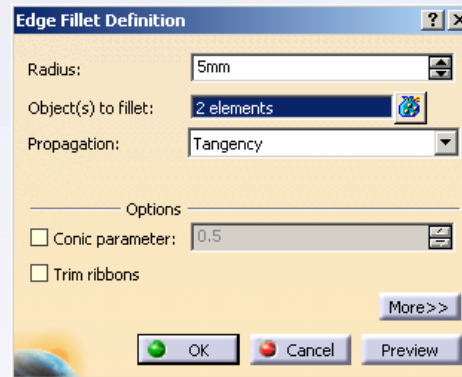 Edge Fillet Definition
Radius: 5mm
Object(s) to fillet: 2 elements
Propagation: Tangency
Options
Conic parameter: 0.5
Trim ribbons
More>>
OK Cancel Preview